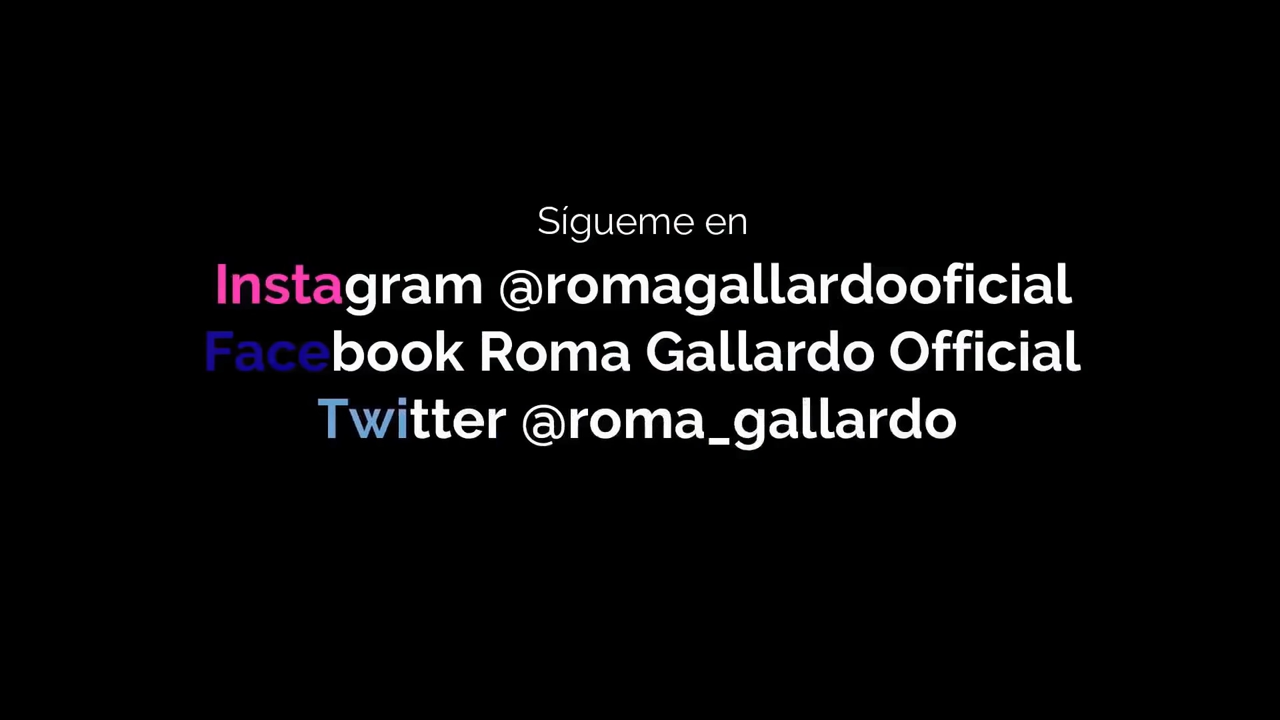 Sígueme en
Instagram @romagallardooficial
Facebook Roma Gallardo Official
Twitter @roma_gallardo